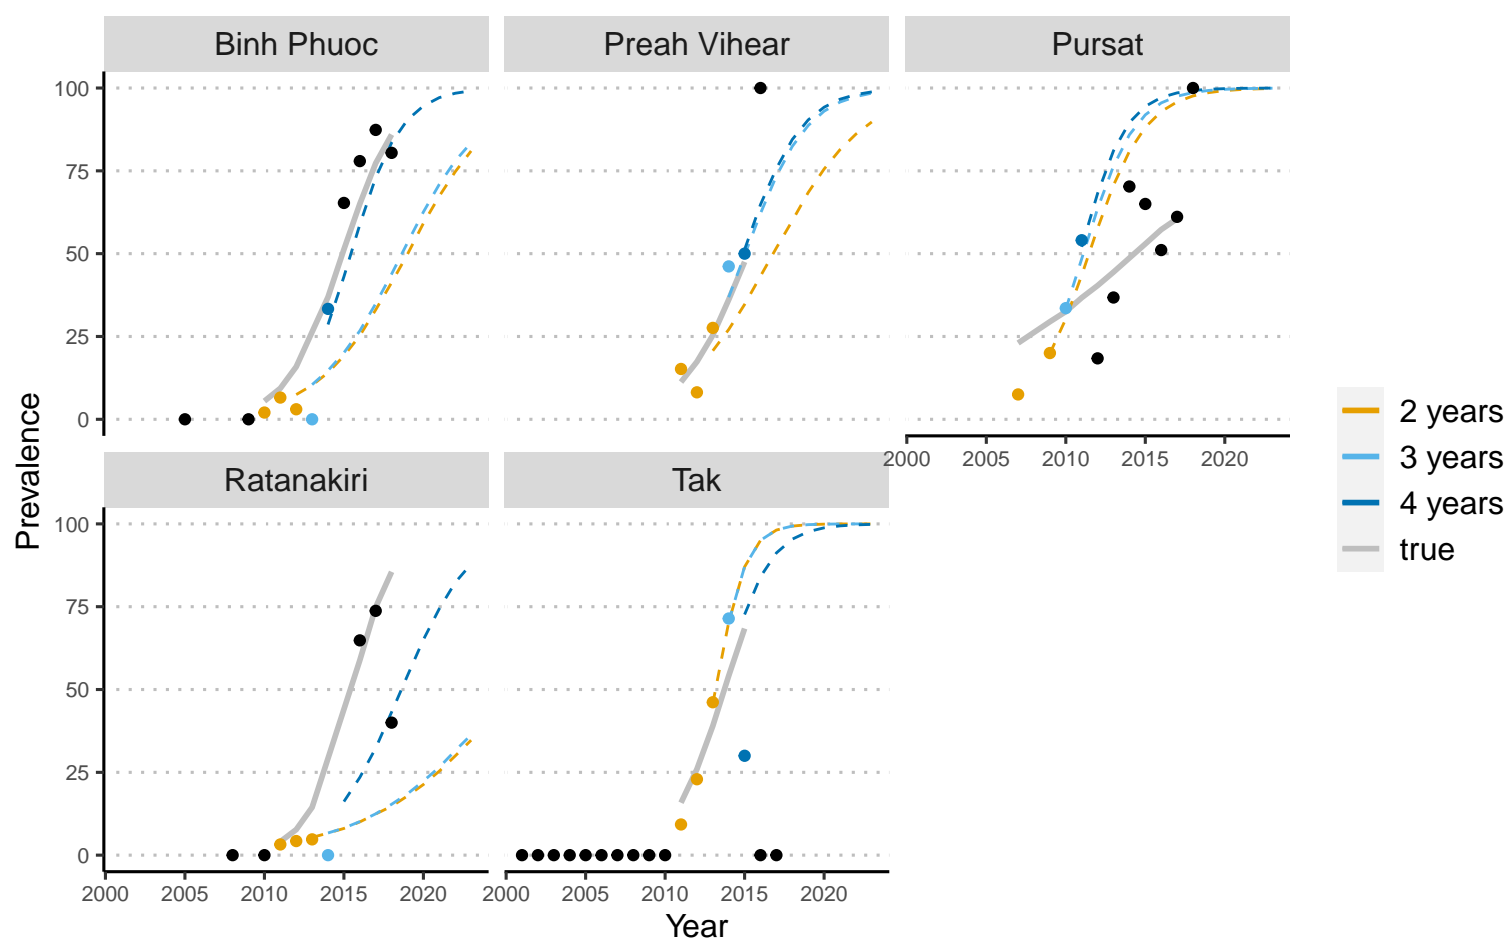 Binh Phuoc Preah Vihear Pursat
100
75
50
25
0
2000 2005 2010 2015 2020
Prevalence
2 years
3 years
4 years
true
Ratanakiri Tak
100
75
50
25
0
2000 2005 2010 2015 2020 2000 2005 2010 2015 2020
Year